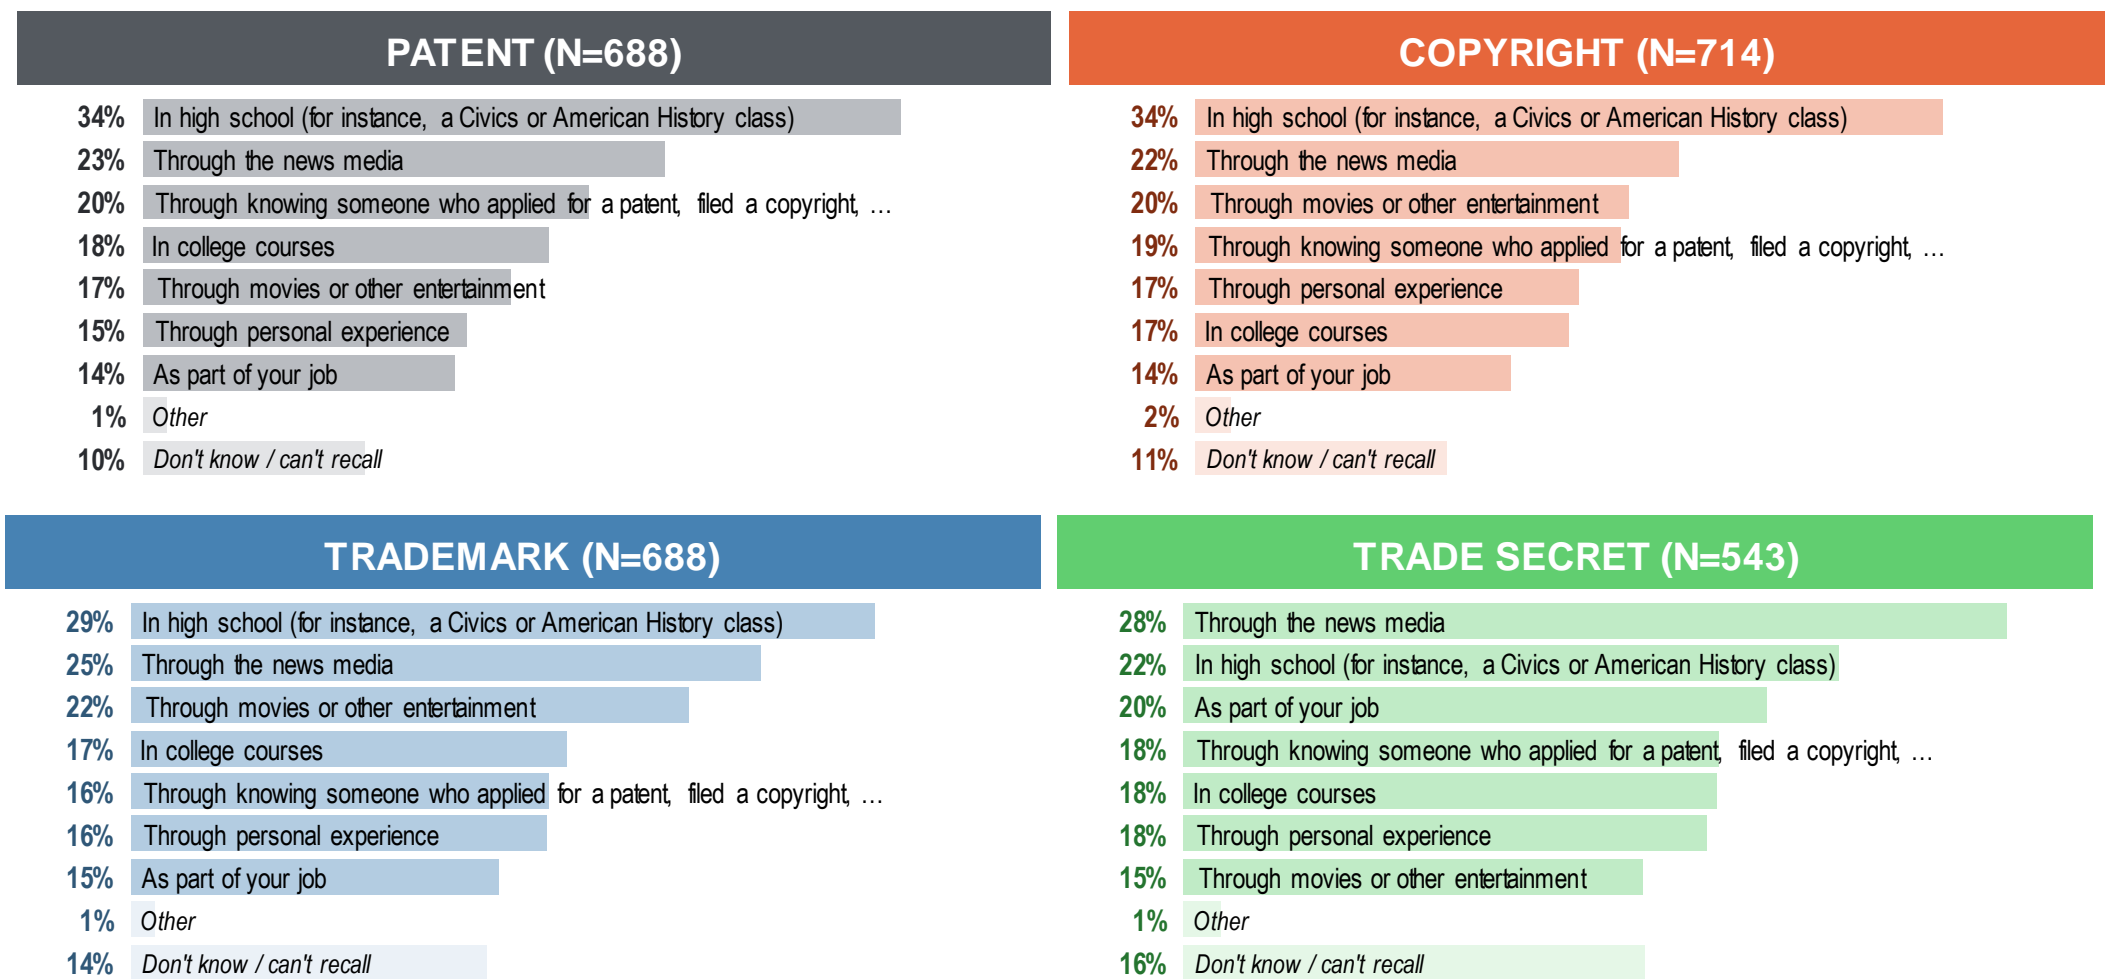 PATENT (N=688)
34% In high school (for instance, a Civics or American History class)
23% Through the news media
20% Through knowing someone who applied for a patent, filed a copyright, …
18% In college courses
17% Through movies or other entertainment
15% Through personal experience
14% As part of your job
1% Other
10% Don't know / can't recall
COPYRIGHT (N=714)
34% In high school (for instance, a Civics or American History class)
22% Through the news media
20% Through movies or other entertainment
19% Through knowing someone who applied for a patent, filed a copyright, …
17% Through personal experience
17% In college courses
14% As part of your job
2% Other
11% Don't know / can't recall
TRADEMARK (N=688)
29% In high school (for instance, a Civics or American History class)
25% Through the news media
22% Through movies or other entertainment
17% In college courses
16% Through knowing someone who applied for a patent, filed a copyright, …
16% Through personal experience
15% As part of your job
1% Other
14% Don't know / can't recall
TRADE SECRET (N=543)
28% Through the news media
22% In high school (for instance, a Civics or American History class)
20% As part of your job
18% Through knowing someone who applied for a patent, filed a copyright, …
18% In college courses
18% Through personal experience
15% Through movies or other entertainment
1% Other
16% Don't know / can't recall